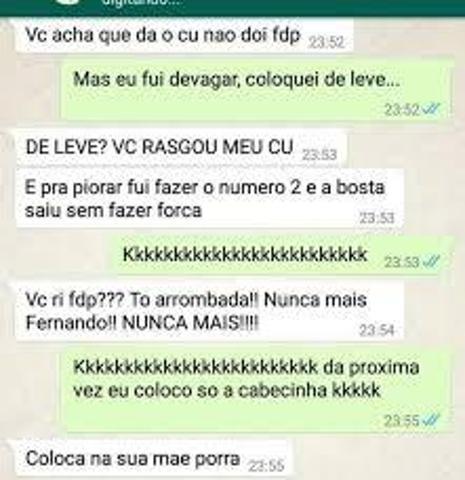 digitando...
Vc acha que da o cu nao doi fdp 23:52
Mas eu fui devagar, coloquei de leve...
23:52
DE LEVE? VC RASGOU MEU CU 23:53
E pra piorar fui fazer o numero 2 e a bosta
saiu sem fazer forca
23:53
Kkkkkkkkkkkkkkkkkkkkkkkk 23:53
Vc ri fdp??? To arrombada!! Nunca mais
Fernando!! NUNCA MAIS!!!!
23:54
Kkkkkkkkkkkkkkkkkkkkkkkk da proxima
vez eu coloco so a cabecinha kkkkk
23:55
Coloca na sua mae porra 23:55